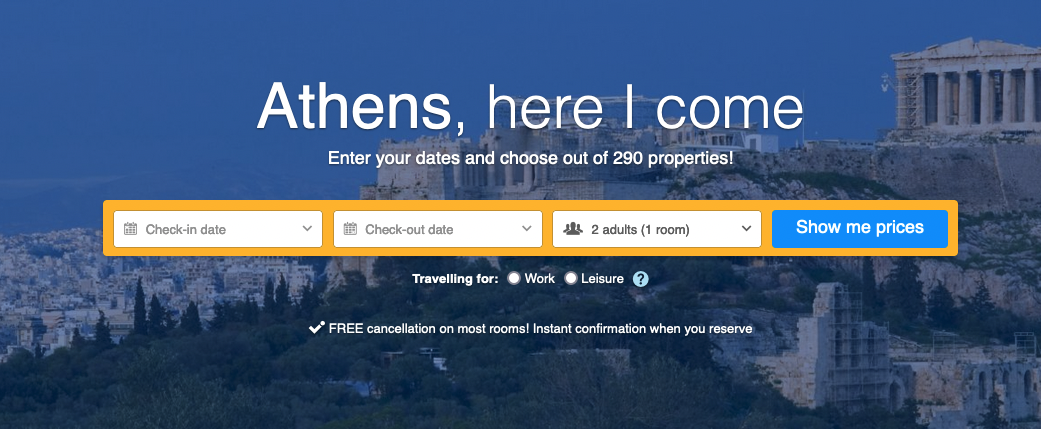 Athens, here I come
Enter your dates and choose out of 290 properties!
Check-in date
Check-out date
2 adults (1 room)
Show me prices
Travelling for: Work Leisure ?
FREE cancellation on most rooms! Instant confirmation when you reserve